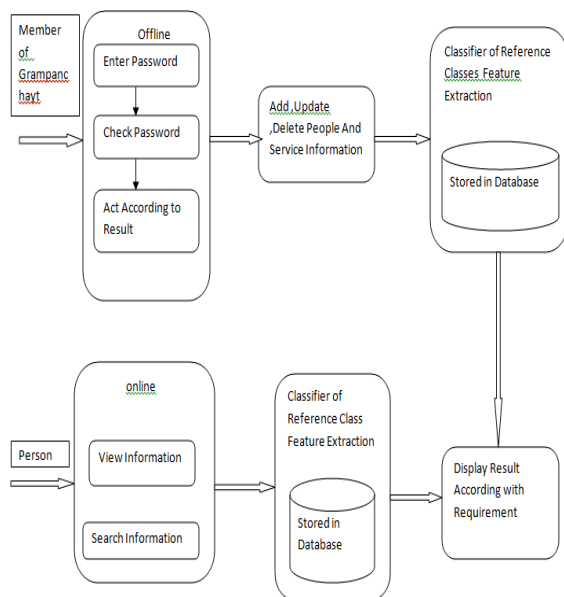 Member
of
Grampanc
hayt
Offline
Enter Password
Check Password
Act According to
Result
Add ,Update
,Delete People And
Service Information
Classifier of Reference
Classes Feature
Extraction
Stored in Database
Person
online
View Information
Search Information
Classifier of
Reference Class
Feature Extraction
Stored in
Database
Display Result
According with
Requirement